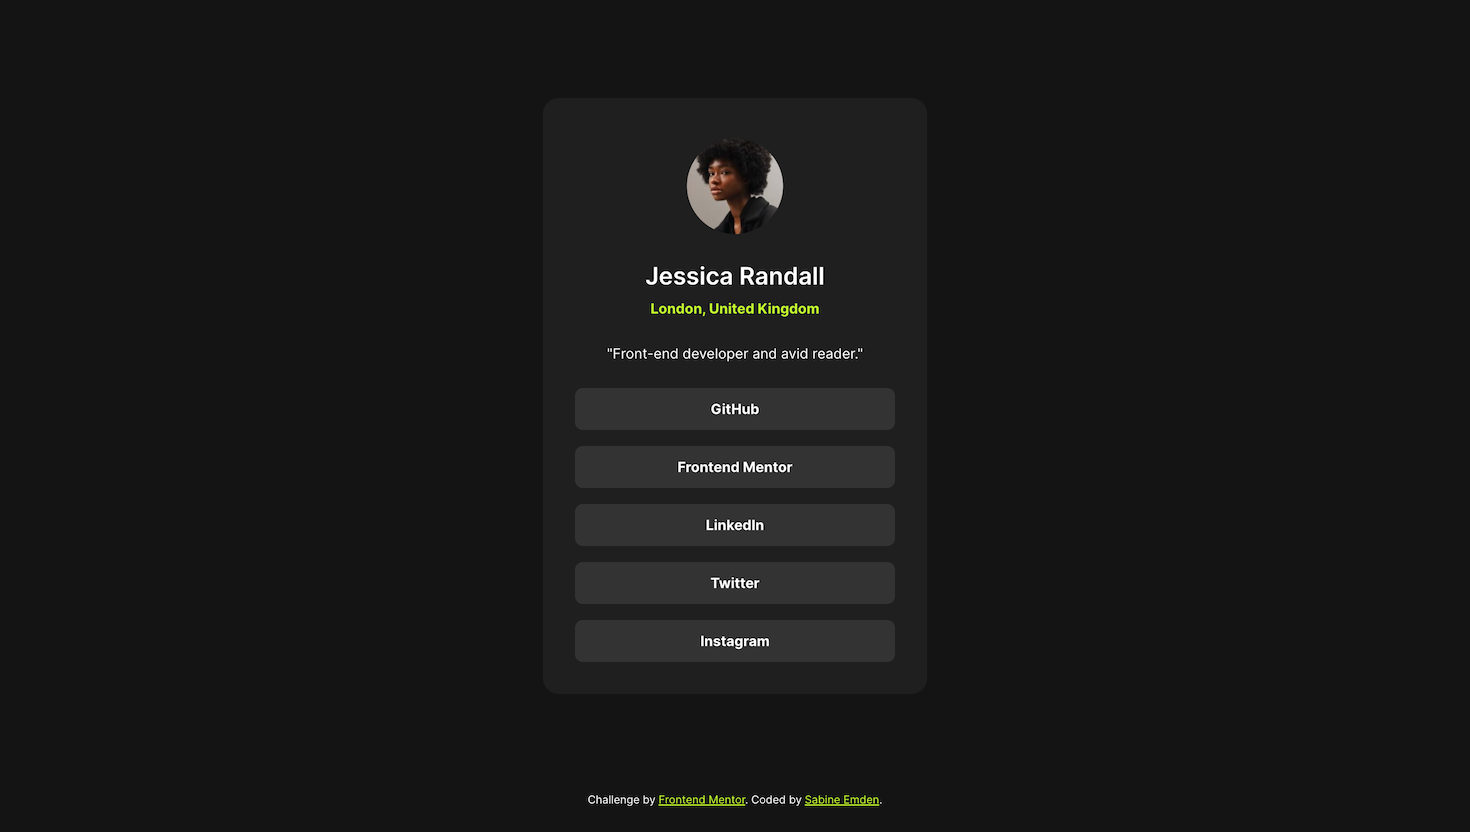 Jessica Randall
London, United Kingdom
"Front-end developer and avid reader."
GitHub
Frontend Mentor
LinkedIn
Twitter
Instagram
Challenge by Frontend Mentor. Coded by Sabine Emden.